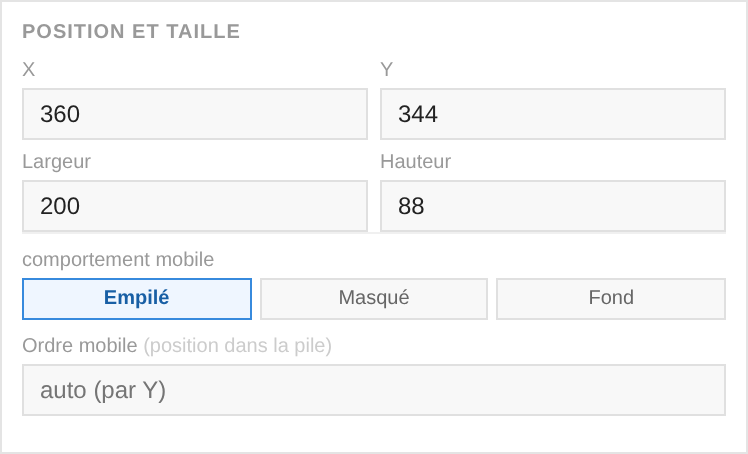 POSITION ET TAILLE
X Y
360 344
Largeur Hauteur
200 88
comportement mobile
Empilé Masqué Fond
Ordre mobile (position dans la pile)
auto (par Y)